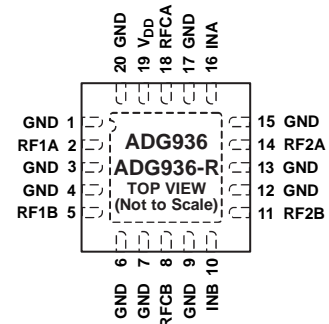 20 GND
19 VDD
18 RFCA
17 GND
16 INA
GND 1
RF1A 2
GND 3
GND 4
RF1B 5
ADG936
ADG936-R
TOP VIEW
(Not to Scale)
15 GND
14 RF2A
13 GND
12 GND
11 RF2B
GND 6
GND 7
RFCB 8
GND 9
INB 10